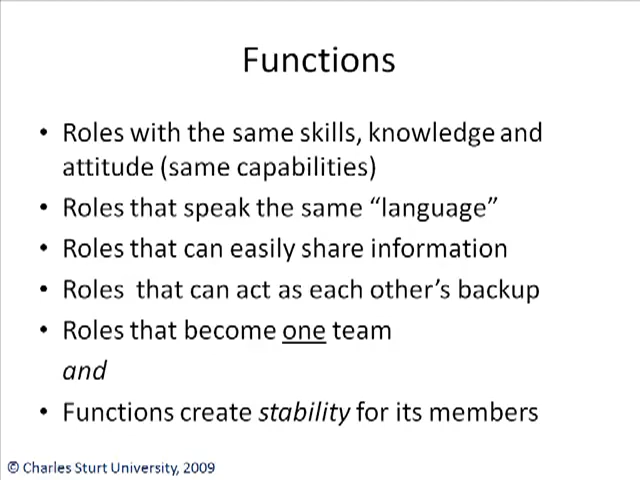 Functions
• Roles with the same skills, knowledge and
attitude (same capabilities)
• Roles that speak the same “language”
• Roles that can easily share information
• Roles  that can act as each other’s backup
• Roles that become one team
and
• Functions create stability for its members
© Charles Sturt University, 2009